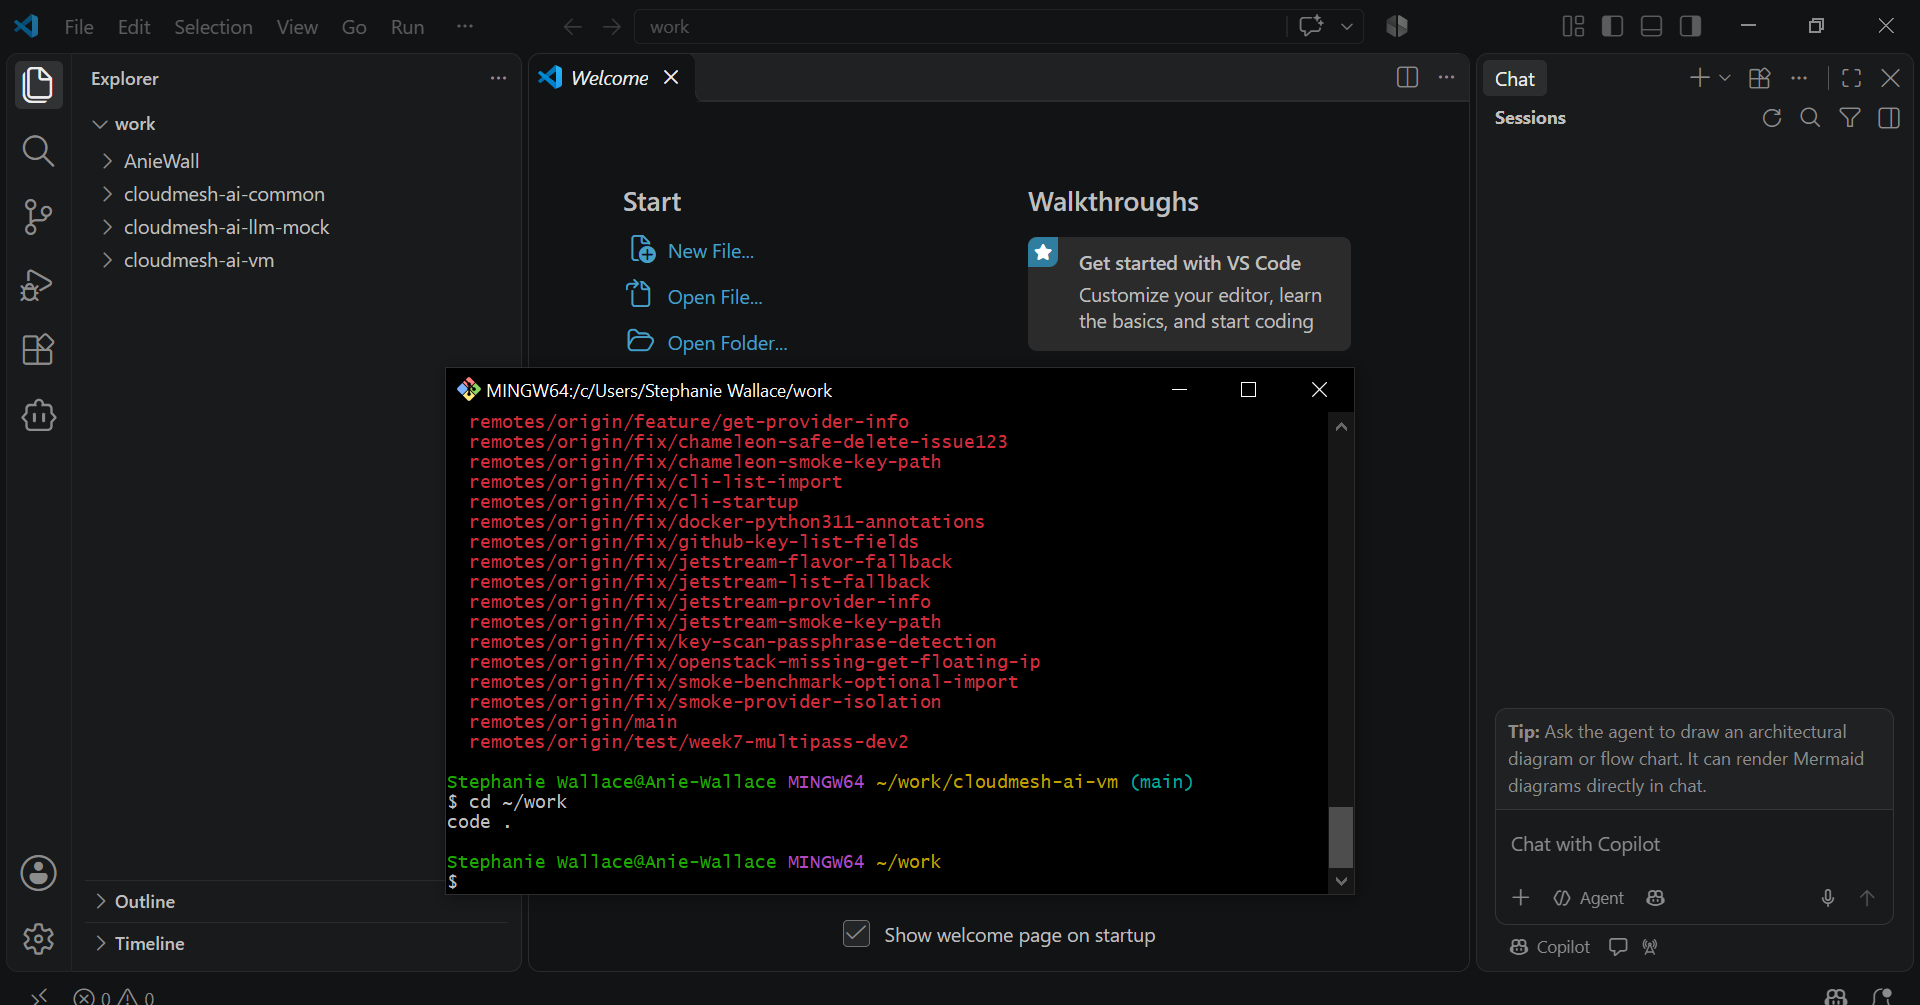 File Edit Selection View Go Run ...
work
Explorer
work
AnieWall
cloudmesh-ai-common
cloudmesh-ai-llm-mock
cloudmesh-ai-vm
Outline
Timeline
0 0
Welcome
Start
New File...
Open File...
Open Folder...
Walkthroughs
Get started with VS Code
Customize your editor, learn
the basics, and start coding
MINGW64:/c/Users/Stephanie Wallace/work
remotes/origin/feature/get-provider-info
remotes/origin/fix/chameleon-safe-delete-issue123
remotes/origin/fix/chameleon-smoke-key-path
remotes/origin/fix/cli-list-import
remotes/origin/fix/cli-startup
remotes/origin/fix/docker-python311-annotations
remotes/origin/fix/github-key-list-fields
remotes/origin/fix/jetstream-flavor-fallback
remotes/origin/fix/jetstream-list-fallback
remotes/origin/fix/jetstream-provider-info
remotes/origin/fix/jetstream-smoke-key-path
remotes/origin/fix/key-scan-passphrase-detection
remotes/origin/fix/openstack-missing-get-floating-ip
remotes/origin/fix/smoke-benchmark-optional-import
remotes/origin/fix/smoke-provider-isolation
remotes/origin/main
remotes/origin/test/week7-multipass-dev2
Stephanie Wallace@Anie-Wallace MINGW64 ~/work/cloudmesh-ai-vm (main)
$ cd ~/work
code .
Stephanie Wallace@Anie-Wallace MINGW64 ~/work
$
Show welcome page on startup
Chat
Sessions
Tip: Ask the agent to draw an architectural
diagram or flow chart. It can render Mermaid
diagrams directly in chat.
Chat with Copilot
Agent
Copilot